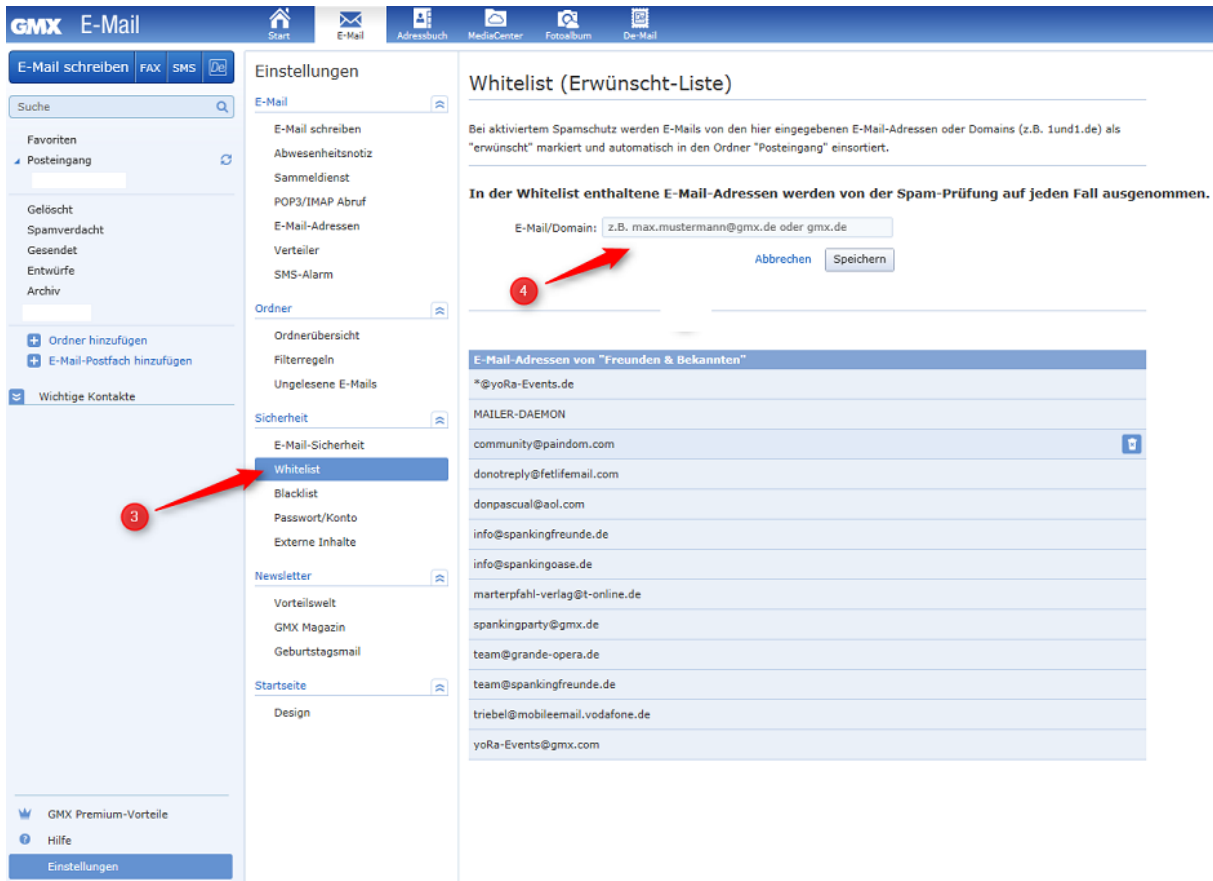 GMX E-Mail
Start
E-Mail
Adressbuch
MediaCenter
Fotoalbum
De-Mail
E-Mail schreiben FAX SMS De
Suche
Favoriten
Posteingang
Gelöscht
Spamverdacht
Gesendet
Entwürfe
Archiv
Ordner hinzufügen
E-Mail-Postfach hinzufügen
Wichtige Kontakte
GMX Premium-Vorteile
Hilfe
Einstellungen
Einstellungen
E-Mail
E-Mail schreiben
Abwesenheitsnotiz
Sammeldienst
POP3/IMAP Abruf
E-Mail-Adressen
Verteiler
SMS-Alarm
Ordner
Ordnerübersicht
Filterregeln
Ungelesene E-Mails
Sicherheit
E-Mail-Sicherheit
Whitelist
3
Blacklist
Passwort/Konto
Externe Inhalte
Newsletter
Vorteilswelt
GMX Magazin
Geburtstagsmail
Startseite
Design
Whitelist (Erwünscht-Liste)
Bei aktiviertem Spamschutz werden E-Mails von den hier eingegebenen E-Mail-Adressen oder Domains (z.B. 1und1.de) als
"erwünscht" markiert und automatisch in den Ordner "Posteingang" einsortiert.
In der Whitelist enthaltene E-Mail-Adressen werden von der Spam-Prüfung auf jeden Fall ausgenommen.
E-Mail/Domain: z.B. max.mustermann@gmx.de oder gmx.de
Abbrechen Speichern
4
E-Mail-Adressen von "Freunden & Bekannten"
*@yoRa-Events.de
MAILER-DAEMON
community@paindom.com
donotreply@fetlifemail.com
donpascual@aol.com
info@spankingfreunde.de
info@spankingoase.de
marterpfahl-verlag@t-online.de
spankingparty@gmx.de
team@grande-opera.de
team@spankingfreunde.de
triebel@mobileemail.vodafone.de
yoRa-Events@gmx.com